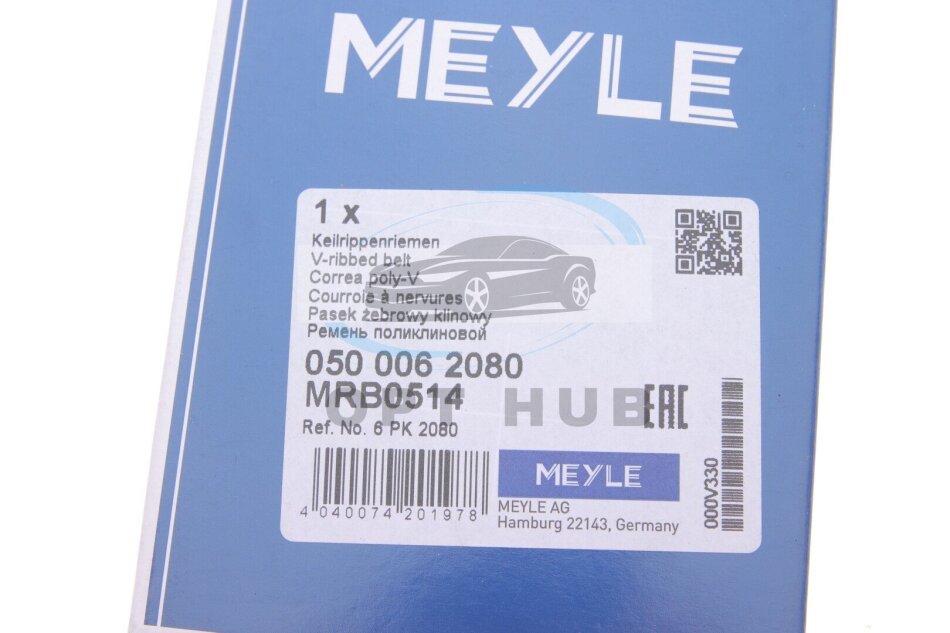 MEYLE
1 x
Keilrippenriemen
V-ribbed belt
Correa poly-V
Courroie à nervures
Pasek żebrowy klinowy
Ремень поликлиновой
050 006 2080
MRB0514
OPT HUB
EAC
Ref. No. 6 PK 2080
4 040074 201978
MEYLE
MEYLE AG
Hamburg 22143, Germany
000V330